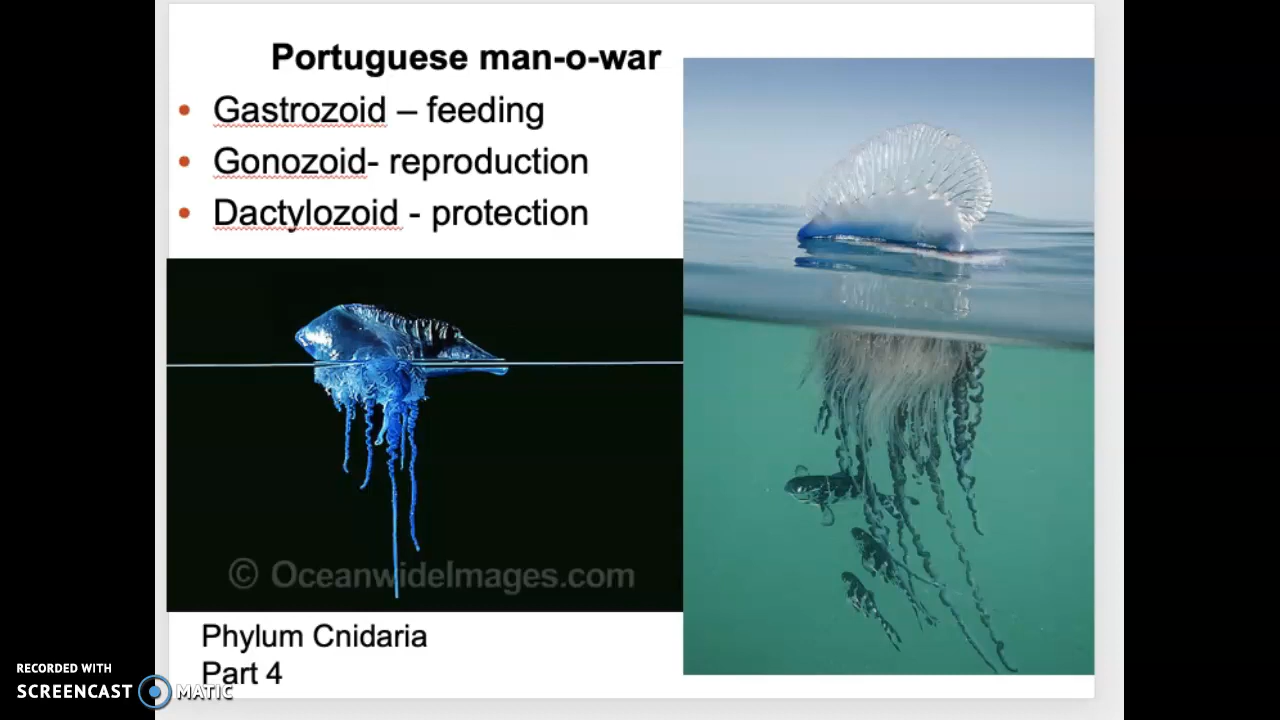 Portuguese man-o-war
• Gastrozoid – feeding
• Gonozoid- reproduction
• Dactylozoid - protection
© OceanwideImages.com
Phylum Cnidaria
Part 4
RECORDED WITH
SCREENCAST MATIC